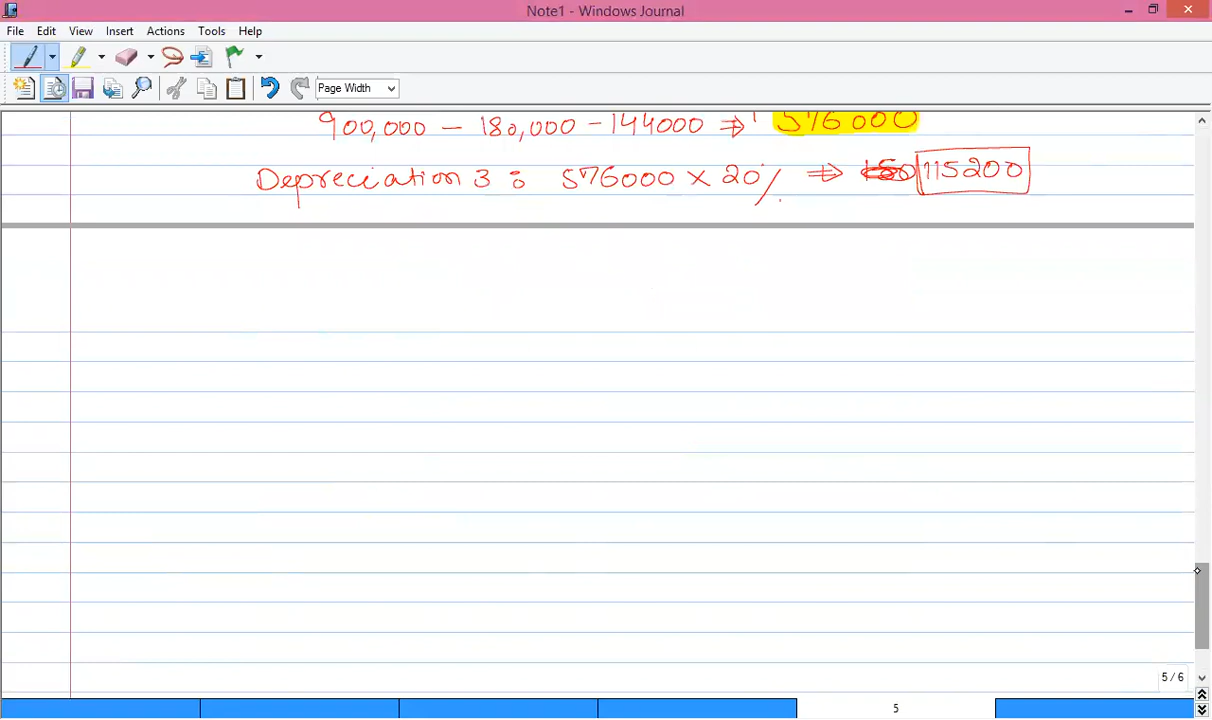 Note1 - Windows Journal
File Edit View Insert Actions Tools Help
Page Width
900,000 — 180,000 - 144000 ⇒ 576000
Depreciation 3 : 576000 × 20% ⇒ 115200
5 / 6
5